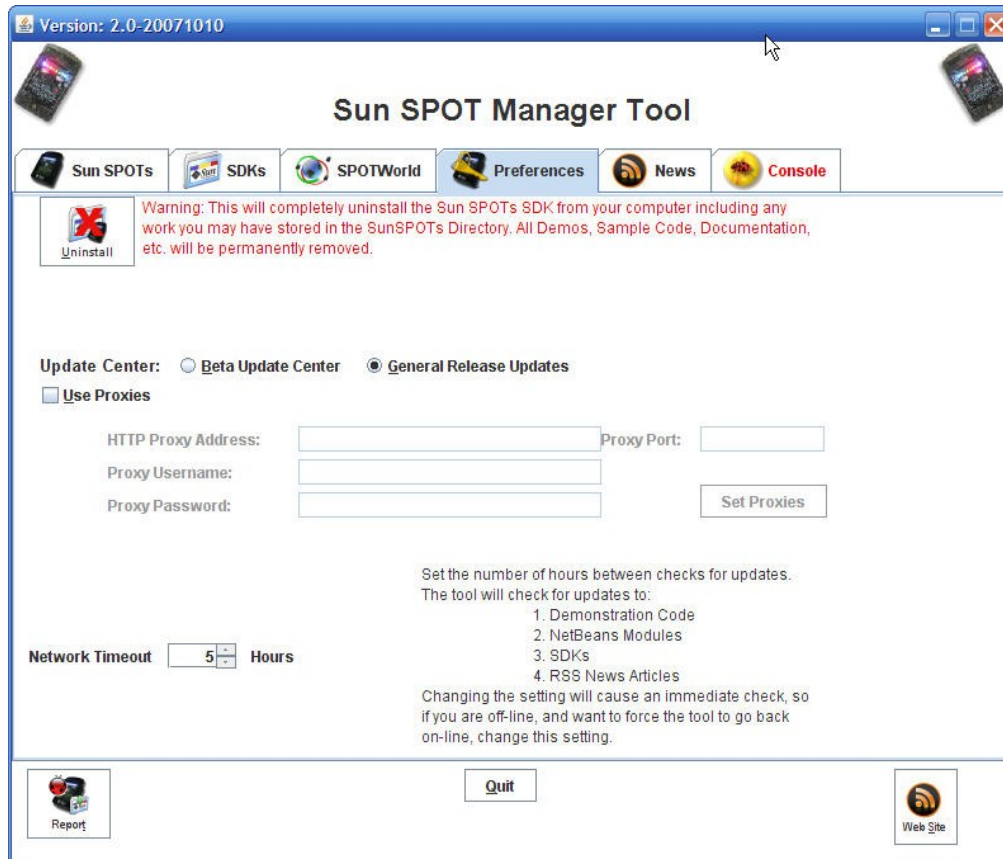 Version: 2.0-20071010
Sun SPOT Manager Tool
Sun SPOTs SDKs SPOTWorld Preferences News Console
Uninstall
Warning: This will completely uninstall the Sun SPOTs SDK from your computer including any
work you may have stored in the SunSPOTs Directory. All Demos, Sample Code, Documentation,
etc. will be permanently removed.
Update Center: Beta Update Center General Release Updates
Use Proxies
HTTP Proxy Address: Proxy Port:
Proxy Username:
Proxy Password: Set Proxies
Network Timeout 5 Hours
Set the number of hours between checks for updates.
The tool will check for updates to:
1. Demonstration Code
2. NetBeans Modules
3. SDKs
4. RSS News Articles
Changing the setting will cause an immediate check, so
if you are off-line, and want to force the tool to go back
on-line, change this setting.
Report Quit Web Site